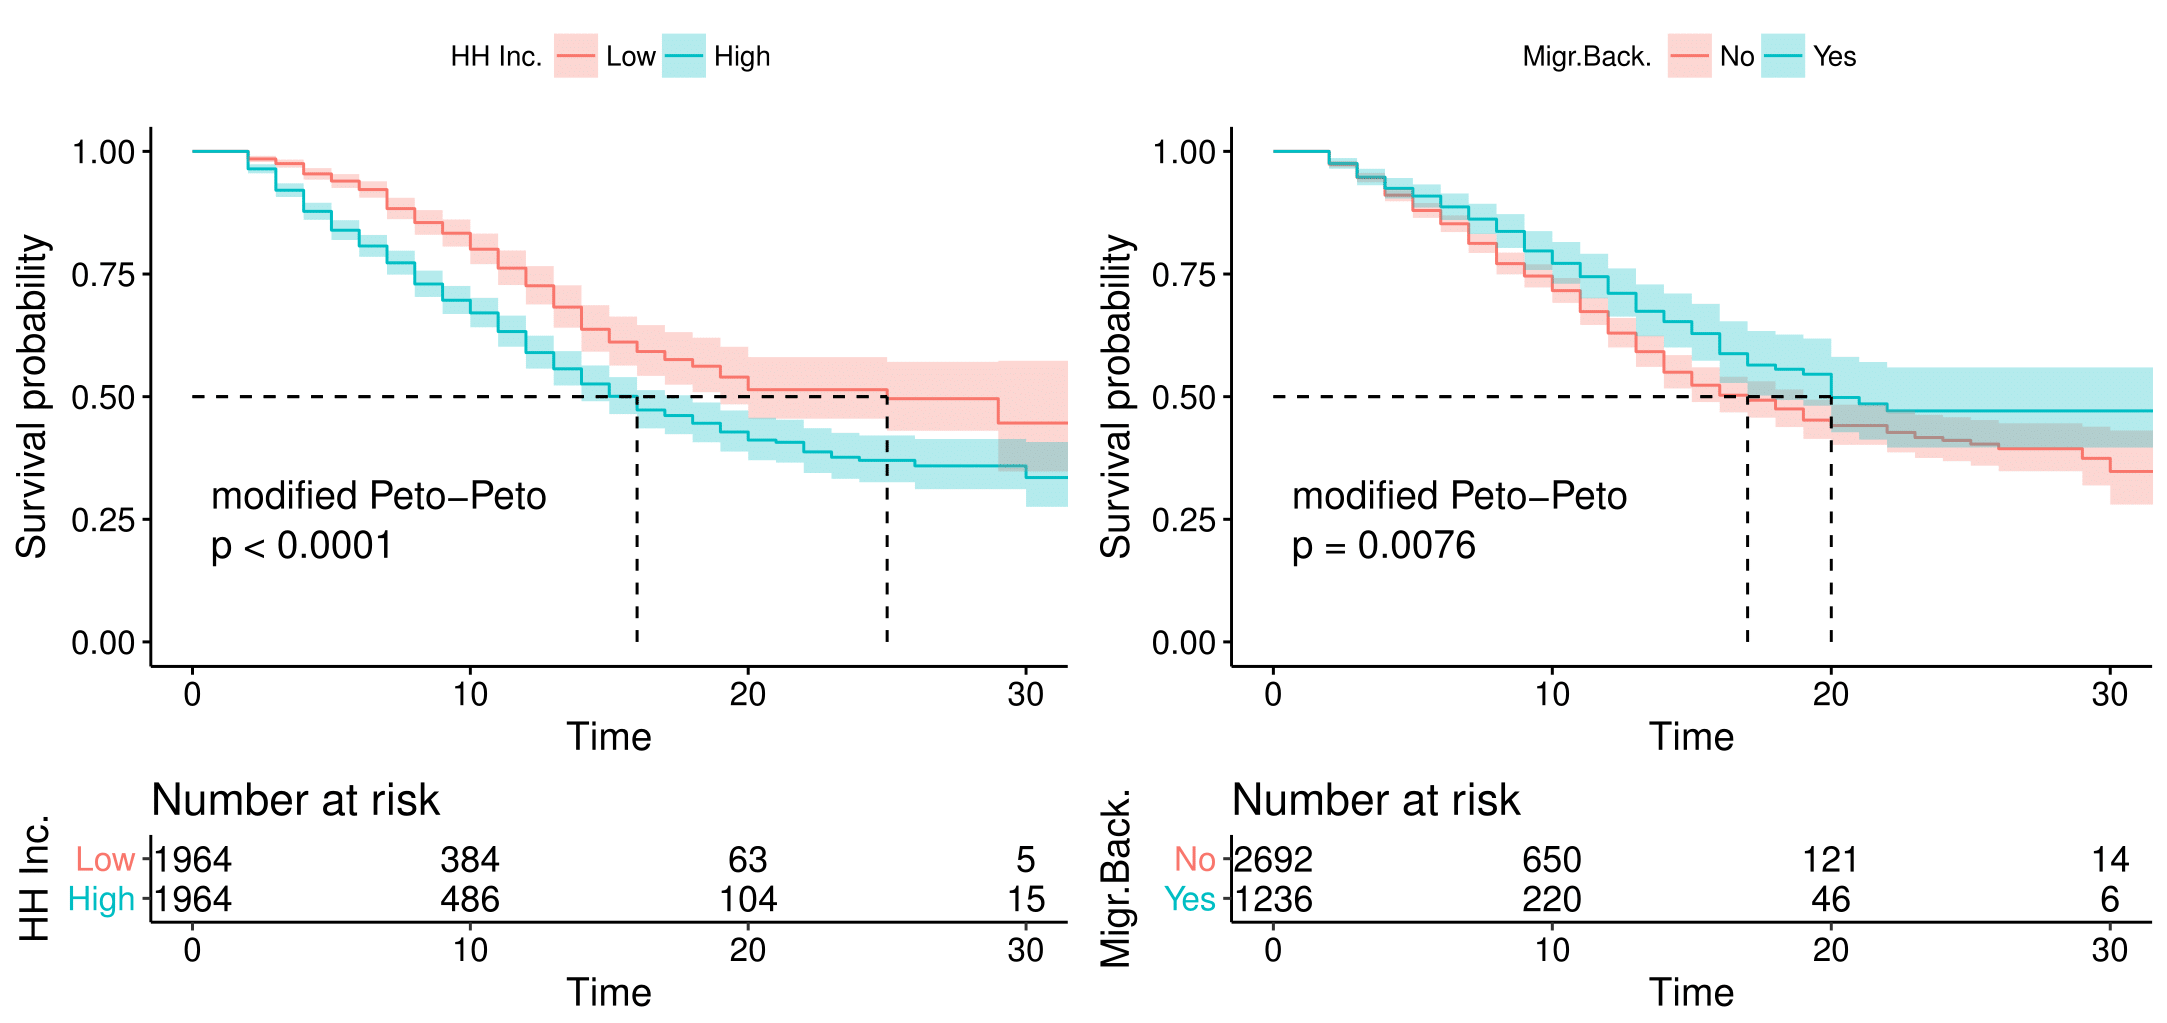 HH Inc. Low High
1.00
0.75
0.50
0.25
0.00
Survival probability
modified Peto−Peto
p < 0.0001
0 10 20 30
Time
Number at risk
HH Inc.
Low 1964 384 63 5
High 1964 486 104 15
0 10 20 30
Time
Migr.Back. No Yes
1.00
0.75
0.50
0.25
0.00
Survival probability
modified Peto−Peto
p = 0.0076
0 10 20 30
Time
Number at risk
Migr.Back.
No 2692 650 121 14
Yes 1236 220 46 6
0 10 20 30
Time